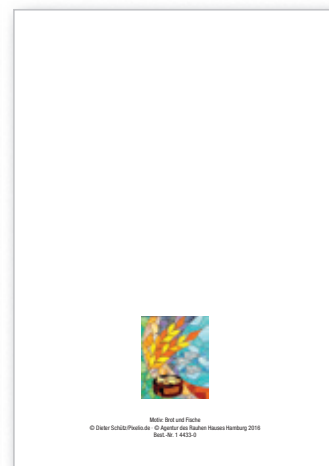 Motiv: Brot und Fische
© Dieter Schütz/Pixelio.de · © Agentur des Rauhen Hauses Hamburg 2016
Best.-Nr. 1 4433-0